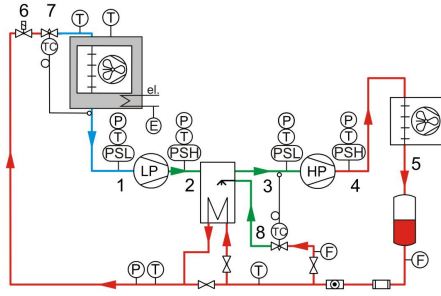 6 7
T T
TC
el.
E
P P P P
T T T T
PSL PSH PSL PSH
LP HP
1 2 3 4
5
8
TC
F
F
P T
T